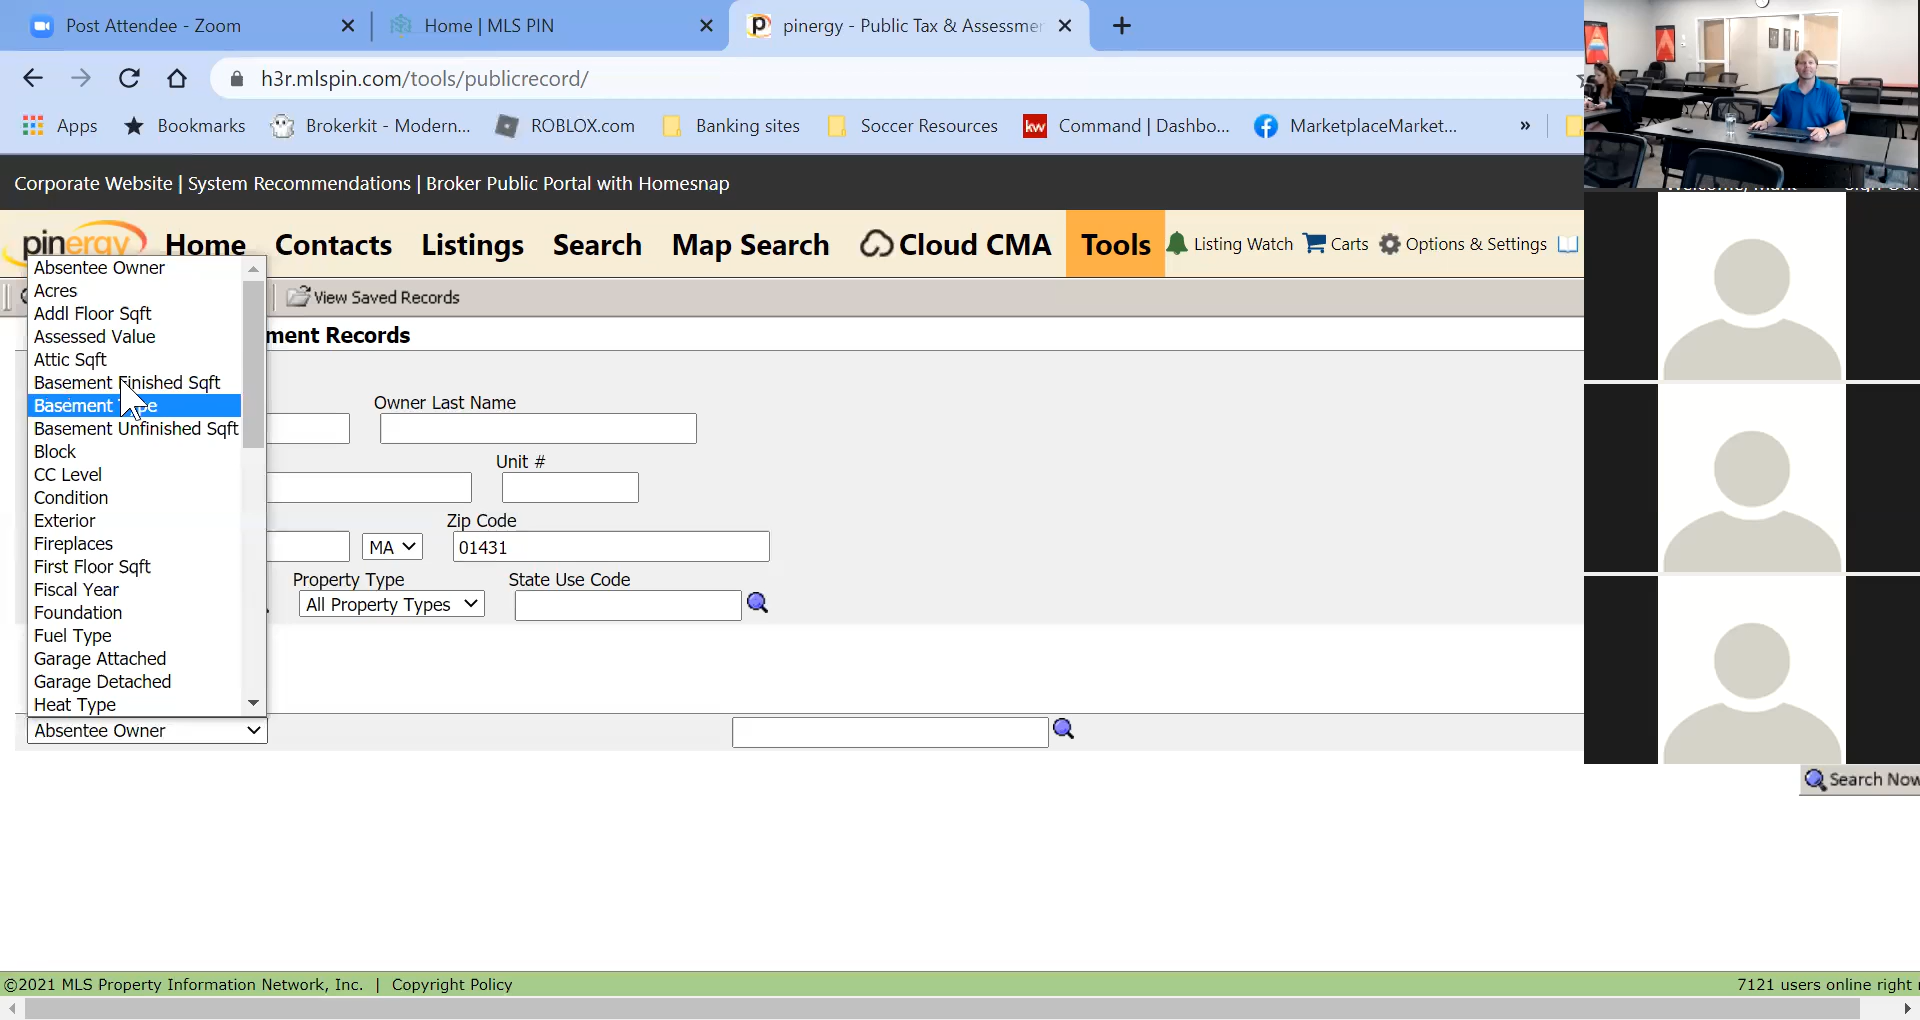 Post Attendee - Zoom
Home | MLS PIN
pinergy - Public Tax & Assessmer
h3r.mlspin.com/tools/publicrecord/
Apps
Bookmarks
Brokerkit - Modern...
ROBLOX.com
Banking sites
Soccer Resources
kw
Command | Dashbo...
MarketplaceMarket...
»
Corporate Website | System Recommendations | Broker Public Portal with Homesnap
pinergy
Home
Contacts
Listings
Search
Map Search
Cloud CMA
Tools
Listing Watch
Carts
Options & Settings
View Saved Records
ment Records
Absentee Owner
Acres
Addl Floor Sqft
Assessed Value
Attic Sqft
Basement Finished Sqft
Basement Type
Basement Unfinished Sqft
Block
CC Level
Condition
Exterior
Fireplaces
First Floor Sqft
Fiscal Year
Foundation
Fuel Type
Garage Attached
Garage Detached
Heat Type
Absentee Owner
Owner Last Name
Unit #
Zip Code
MA
01431
Property Type
State Use Code
All Property Types
Search Now
©2021 MLS Property Information Network, Inc. | Copyright Policy
7121 users online right